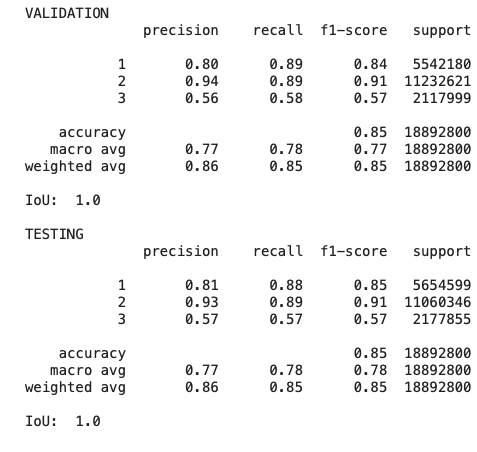 VALIDATION
precision recall f1-score support
1 0.80 0.89 0.84 5542180
2 0.94 0.89 0.91 11232621
3 0.56 0.58 0.57 2117999
accuracy 0.85 18892800
macro avg 0.77 0.78 0.77 18892800
weighted avg 0.86 0.85 0.85 18892800
IoU: 1.0
TESTING
precision recall f1-score support
1 0.81 0.88 0.85 5654599
2 0.93 0.89 0.91 11060346
3 0.57 0.57 0.57 2177855
accuracy 0.85 18892800
macro avg 0.77 0.78 0.78 18892800
weighted avg 0.86 0.85 0.85 18892800
IoU: 1.0